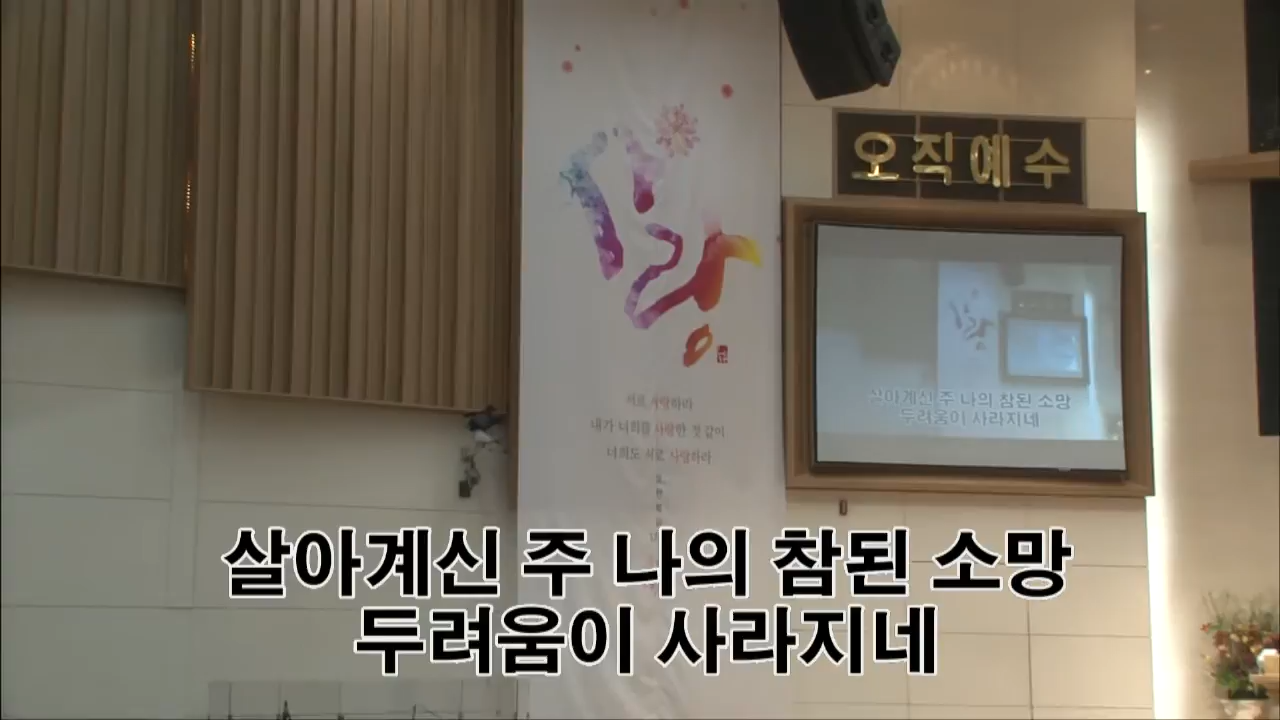 사랑
오직예수
서로 사랑하라
내가 너희를 사랑한 것 같이
너희도 서로 사랑하라
살아계신 주 나의 참된 소망
두려움이 사라지네
살아계신 주 나의 참된 소망
두려움이 사라지네